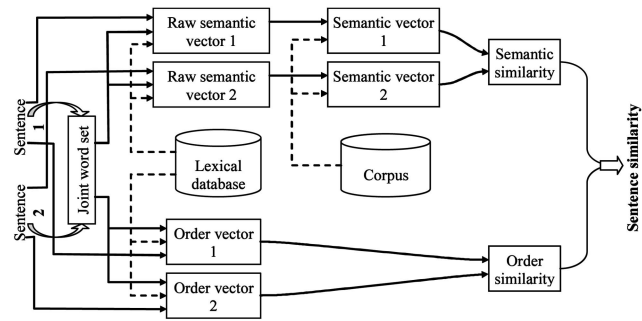 Raw semantic
vector 1
Semantic vector
1
Semantic
similarity
Raw semantic
vector 2
Semantic vector
2
Sentence
1
Joint word set
Lexical
database
Corpus
Sentence similarity
Sentence
2
Order vector
1
Order
similarity
Order vector
2